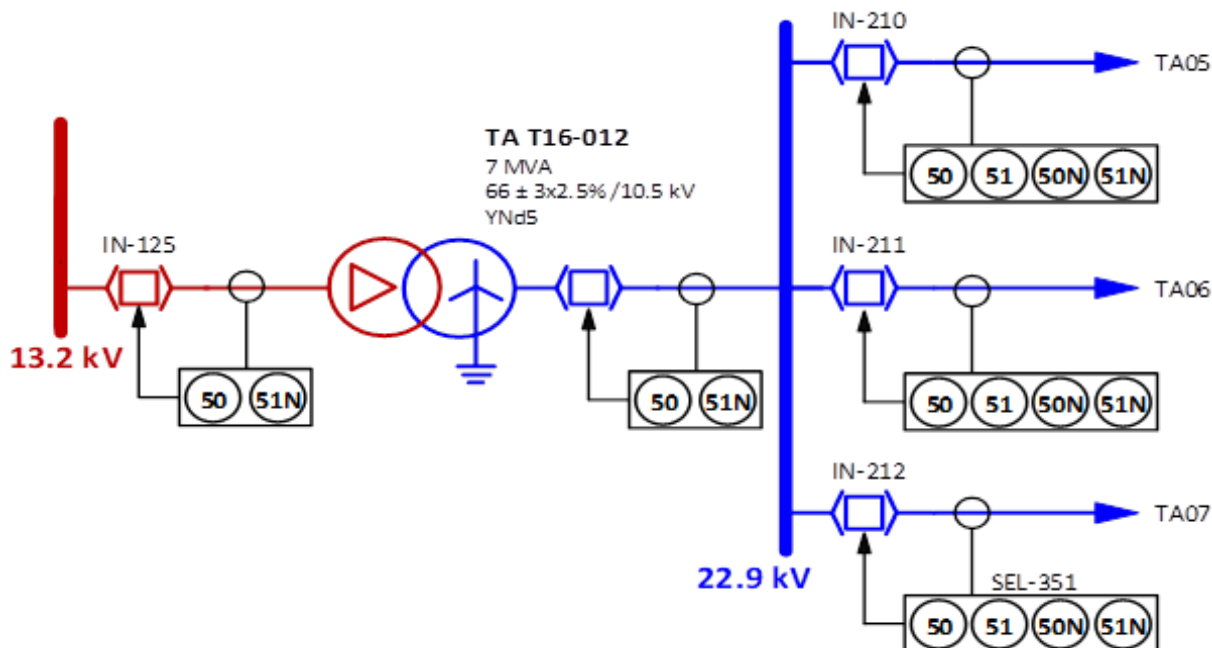 IN-210
TA05
50 51 50N 51N
TA T16-012
7 MVA
66 ± 3x2.5% /10.5 kV
YNd5
IN-125
13.2 kV
50 51N
50 51N
IN-211
TA06
50 51 50N 51N
IN-212
TA07
22.9 kV
SEL-351
50 51 50N 51N